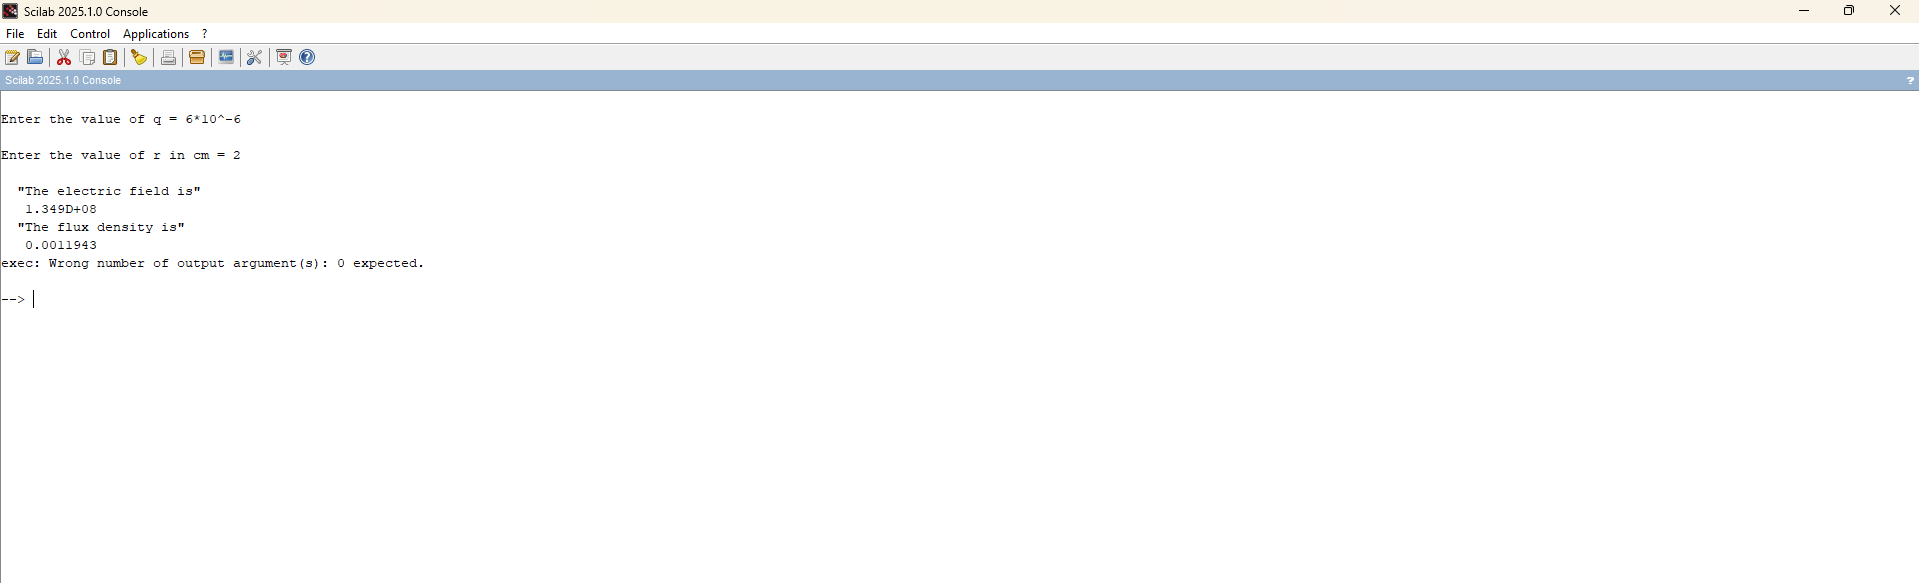 Scilab 2025.1.0 Console
File Edit Control Applications ?
Scilab 2025.1.0 Console ?
Enter the value of q = 6*10^-6
Enter the value of r in cm = 2
"The electric field is"
1.349D+08
"The flux density is"
0.0011943
exec: Wrong number of output argument(s): 0 expected.
-->